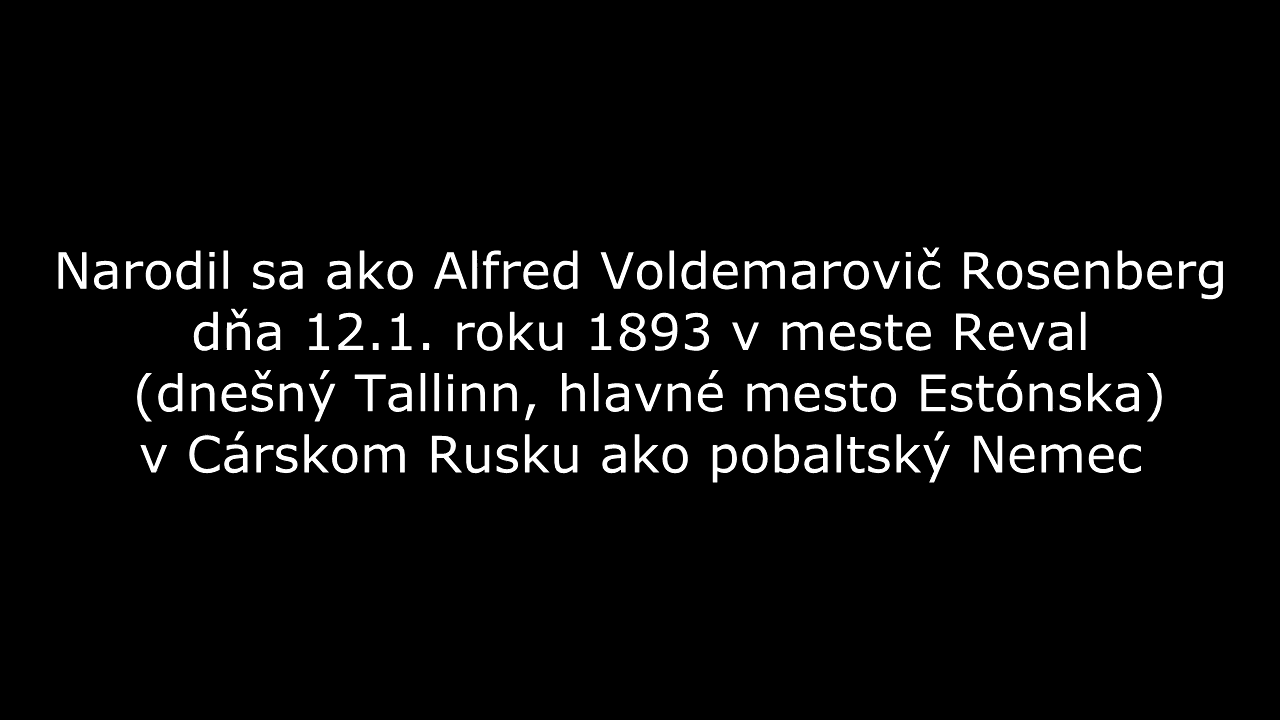 Narodil sa ako Alfred Voldemarovič Rosenberg
dňa 12.1. roku 1893 v meste Reval
(dnešný Tallinn, hlavné mesto Estónska)
v Cárskom Rusku ako pobaltský Nemec